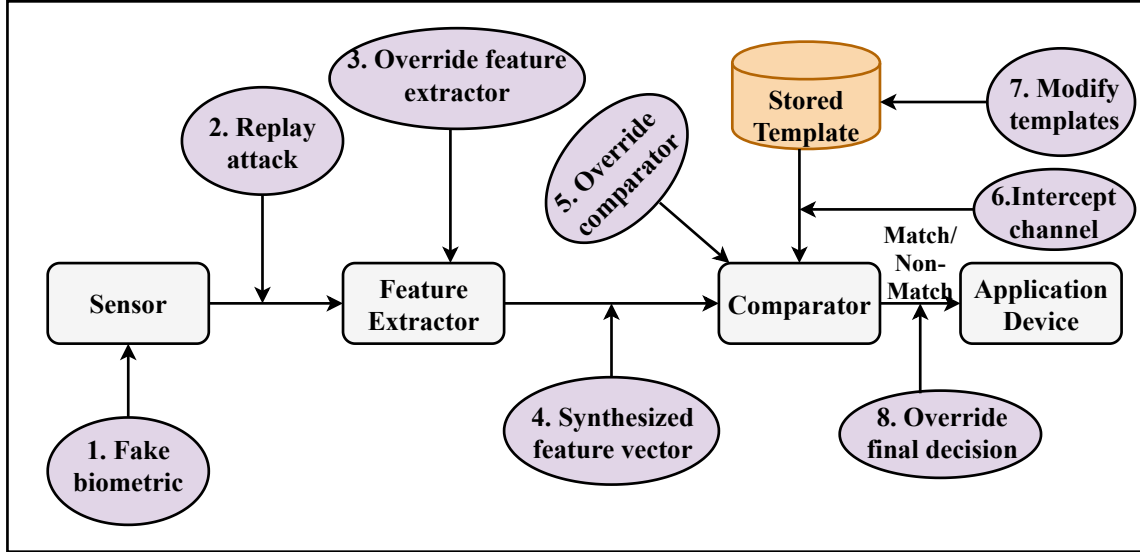 3. Override feature
extractor
2. Replay
attack
5. Override
comparator
Stored
Template
7. Modify
templates
6.Intercept
channel
Match/
Non-
Match
Sensor
Feature
Extractor
Comparator
Application
Device
1. Fake
biometric
4. Synthesized
feature vector
8. Override
final decision